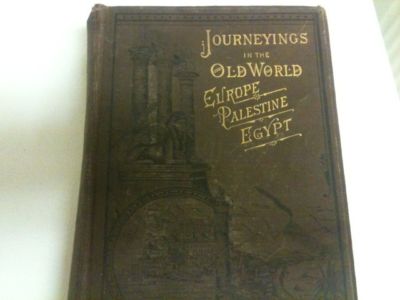 JOURNEYINGS
IN THE
OLD WORLD
EUROPE
PALESTINE
EGYPT